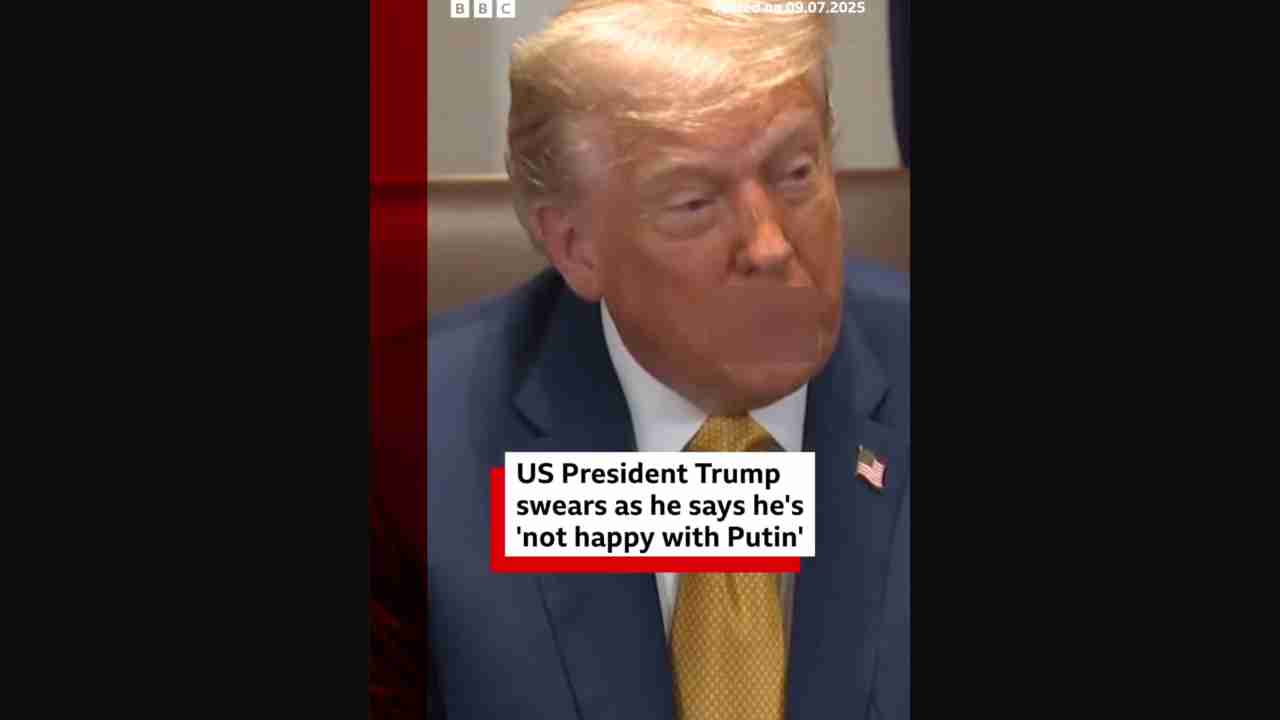 BBC
Posted on 09.07.2025
US President Trump
swears as he says he's
'not happy with Putin'